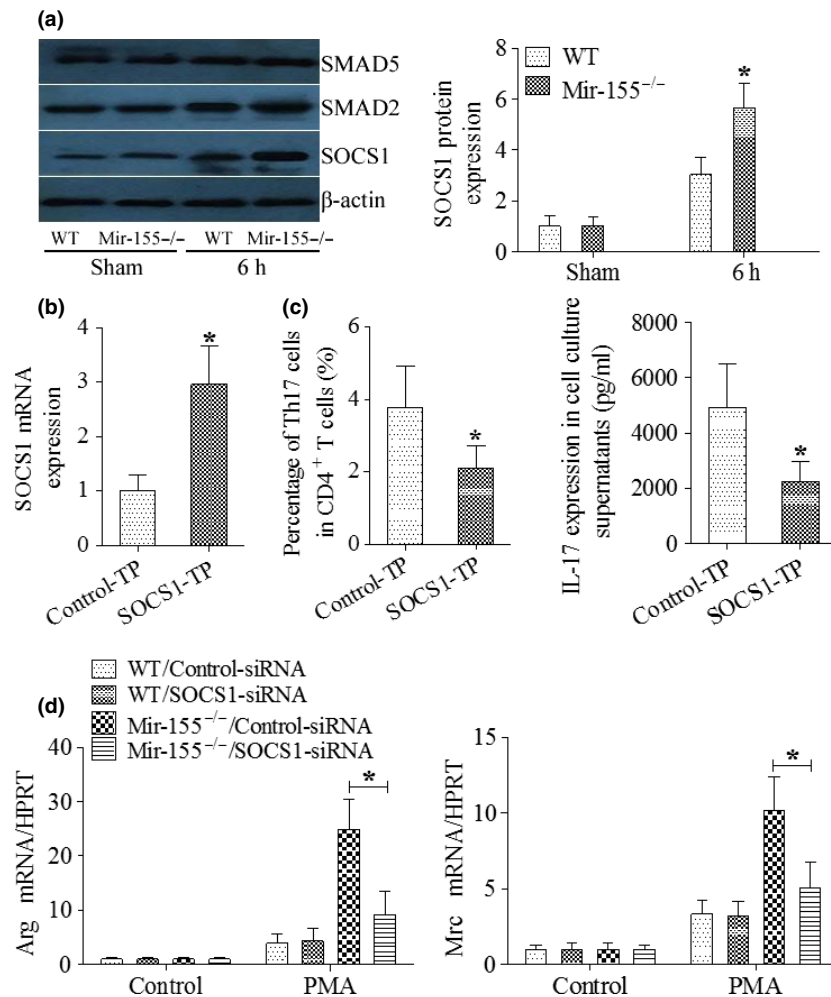 (a)
SMAD5
SMAD2
SOCS1
β-actin
WT Mir-155−/− WT Mir-155−/−
Sham 6 h
SOCS1 protein
expression
8
6
4
2
0
WT
Mir-155−/−
*
Sham 6 h
(b)
SOCS1 mRNA
expression
4
3
2
1
0
*
Control-TP
SOCS1-TP
(c)
Percentage of Th17 cells
in CD4+ T cells (%)
6
4
2
0
*
Control-TP
SOCS1-TP
IL-17 expression in cell culture
supernatants (pg/ml)
8000
6000
4000
2000
0
*
Control-TP
SOCS1-TP
(d)
WT/Control-siRNA
WT/SOCS1-siRNA
Mir-155−/−/Control-siRNA
Mir-155−/−/SOCS1-siRNA
Arg mRNA/HPRT
40
30
20
10
0
*
Control PMA
Mrc mRNA/HPRT
15
10
5
0
*
Control PMA